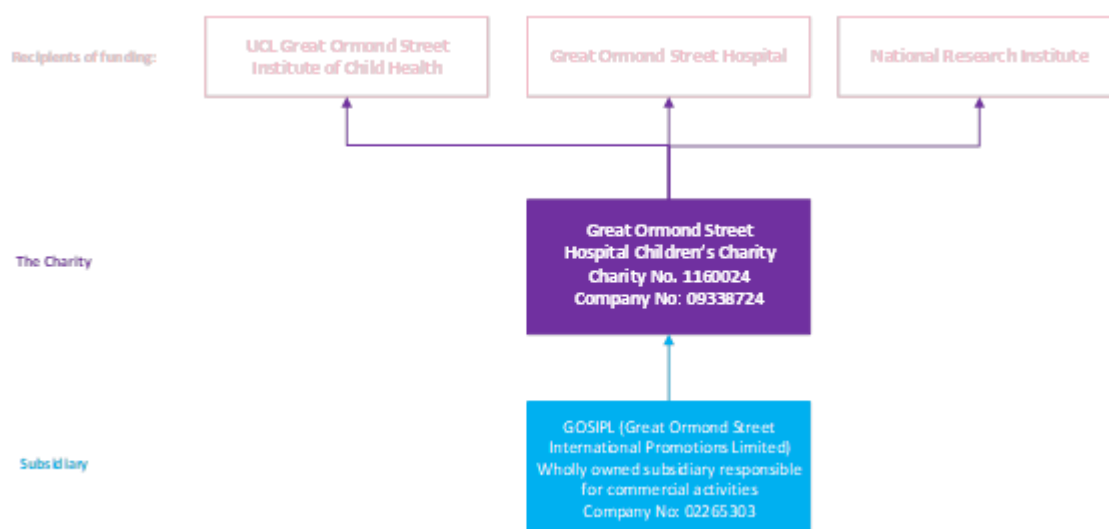 Recipients of funding:
UCL Great Ormond Street
Institute of Child Health
Great Ormond Street Hospital
National Research Institute
The Charity
Great Ormond Street
Hospital Children's Charity
Charity No. 1160024
Company No: 09338724
Subsidiary
GOSIPL (Great Ormond Street
International Promotions Limited)
Wholly owned subsidiary responsible
for commercial activities
Company No: 02265303